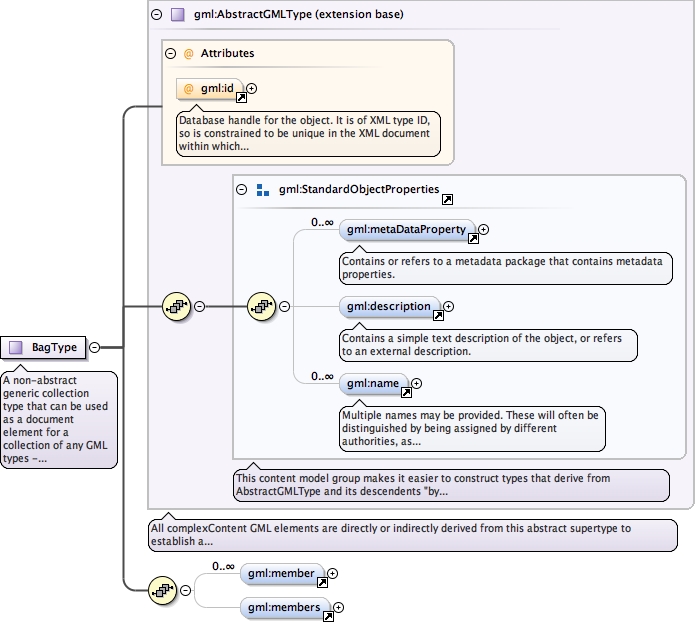 gml:AbstractGMLType (extension base)
@ Attributes
@ gml:id
Database handle for the object. It is of XML type ID,
so is constrained to be unique in the XML document
within which...
gml:StandardObjectProperties
0..∞
gml:metaDataProperty
Contains or refers to a metadata package that contains metadata
properties.
gml:description
Contains a simple text description of the object, or refers
to an external description.
0..∞
gml:name
Multiple names may be provided. These will often be
distinguished by being assigned by different
authorities, as...
This content model group makes it easier to construct types that derive from
AbstractGMLType and its descendents "by...
All complexContent GML elements are directly or indirectly derived from this abstract supertype to
establish a...
BagType
A non-abstract
generic collection
type that can be used
as a document
element for a
collection of any GML
types -...
0..∞
gml:member
gml:members